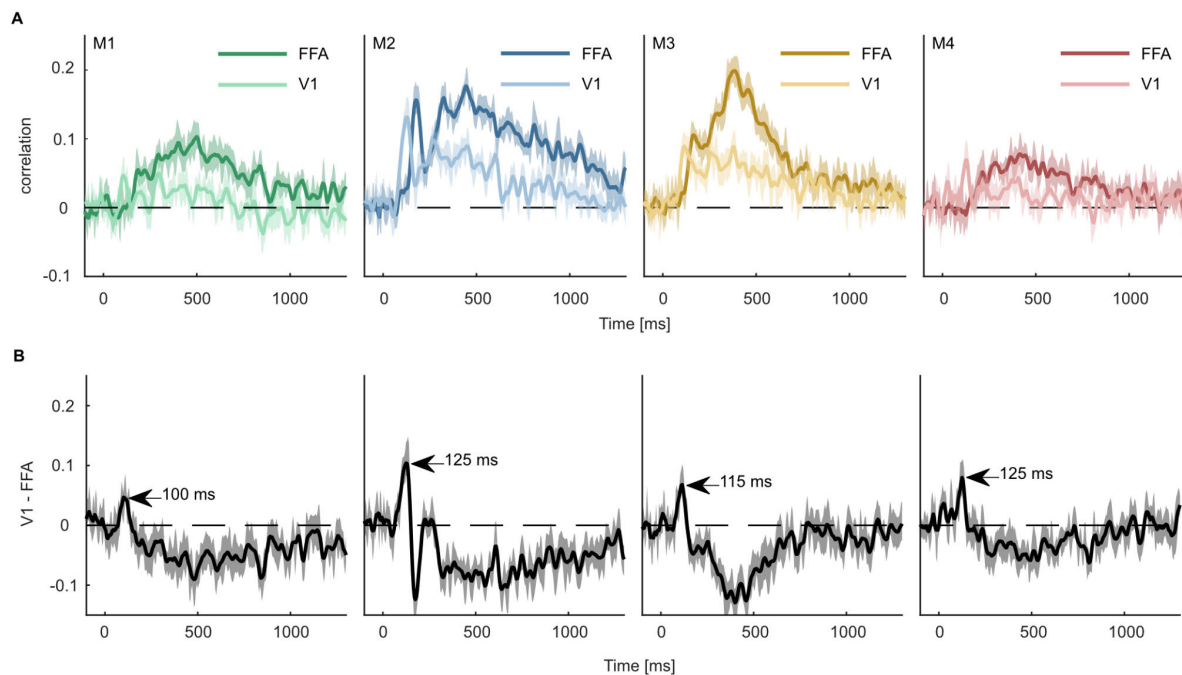 A
M1 FFA V1
M2 FFA V1
M3 FFA V1
M4 FFA V1
correlation
0.2
0.1
0
-0.1
0 500 1000 0 500 1000 0 500 1000 0 500 1000
Time [ms]
B
V1 - FFA
0.2
0.1
0
-0.1
100 ms
125 ms
115 ms
125 ms
0 500 1000 0 500 1000 0 500 1000 0 500 1000
Time [ms]